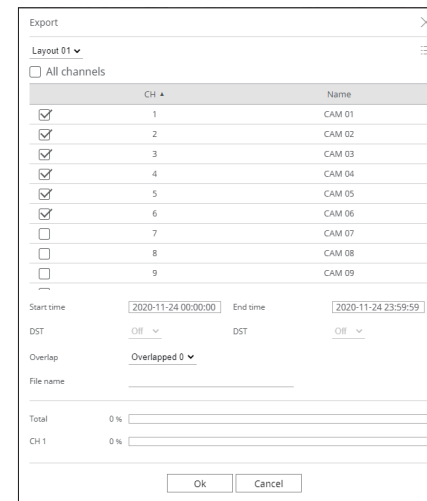 Export
Layout 01
All channels
CH Name
1 CAM 01
2 CAM 02
3 CAM 03
4 CAM 04
5 CAM 05
6 CAM 06
7 CAM 07
8 CAM 08
9 CAM 09
Start time 2020-11-24 00:00:00 End time 2020-11-24 23:59:59
DST Off DST Off
Overlap Overlapped 0
File name
Total 0 %
CH 1 0 %
Ok Cancel